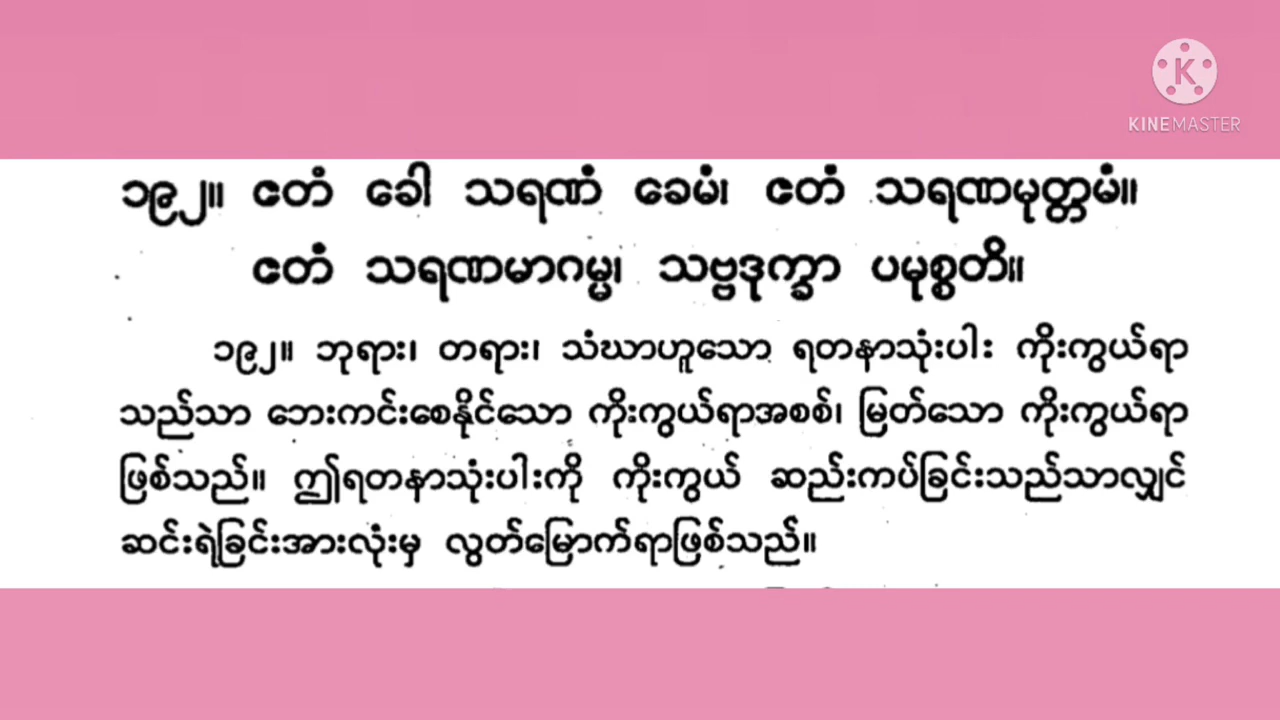 KINEMASTER
၁၉၂။ ဧတံ ခေါ သရဏံ ခေမံ၊ ဧတံ သရဏမုတ္တမံ။
ဧတံ သရဏမာဂမ္မ၊ သဗ္ဗဒုက္ခာ ပမုစ္စတိ။
၁၉၂။ ဘုရား၊ တရား၊ သံဃာဟူသော ရတနာသုံးပါး ကိုးကွယ်ရာ
သည်သာ ဘေးကင်းစေနိုင်သော ကိုးကွယ်ရာအစစ်၊ မြတ်သော ကိုးကွယ်ရာ
ဖြစ်သည်။ ဤရတနာသုံးပါးကို ကိုးကွယ် ဆည်းကပ်ခြင်းသည်သာလျှင်
ဆင်းရဲခြင်းအားလုံးမှ လွတ်မြောက်ရာဖြစ်သည်။